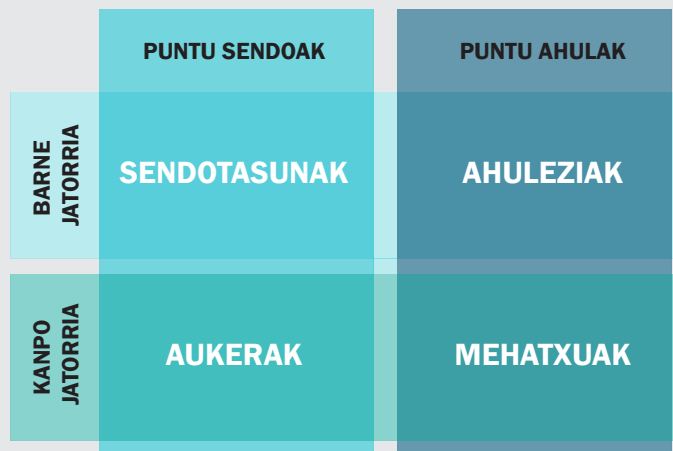 PUNTU SENDOAK
PUNTU AHULAK
BARNE
JATORRIA
SENDOTASUNAK
AHULEZIAK
KANPO
JATORRIA
AUKERAK
MEHATXUAK